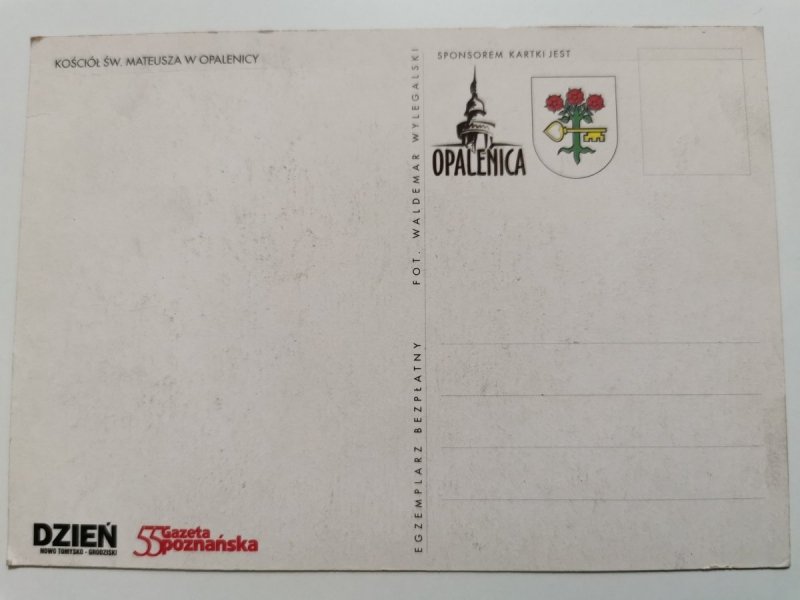 KOŚCIÓŁ ŚW. MATEUSZA W OPALENICY
SPONSOREM KARTKI JEST
OPALENICA
EGZEMPLARZ BEZPŁATNY FOT. WALDEMAR WYLEGALSKI
DZIEŃ
NOWO TOMYSKO - GRODZISKI
55 Gazeta
poznańska